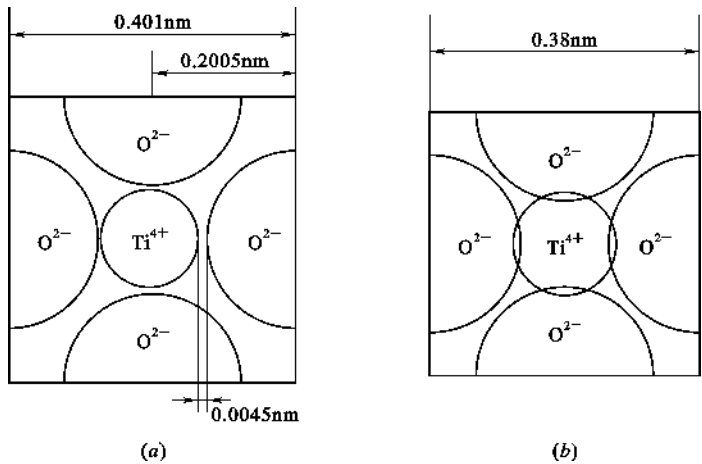 0.401nm
0.2005nm
O²⁻
O²⁻
Ti⁴⁺
O²⁻
O²⁻
0.0045nm
(a)
0.38nm
O²⁻
O²⁻
Ti⁴⁺
O²⁻
O²⁻
(b)